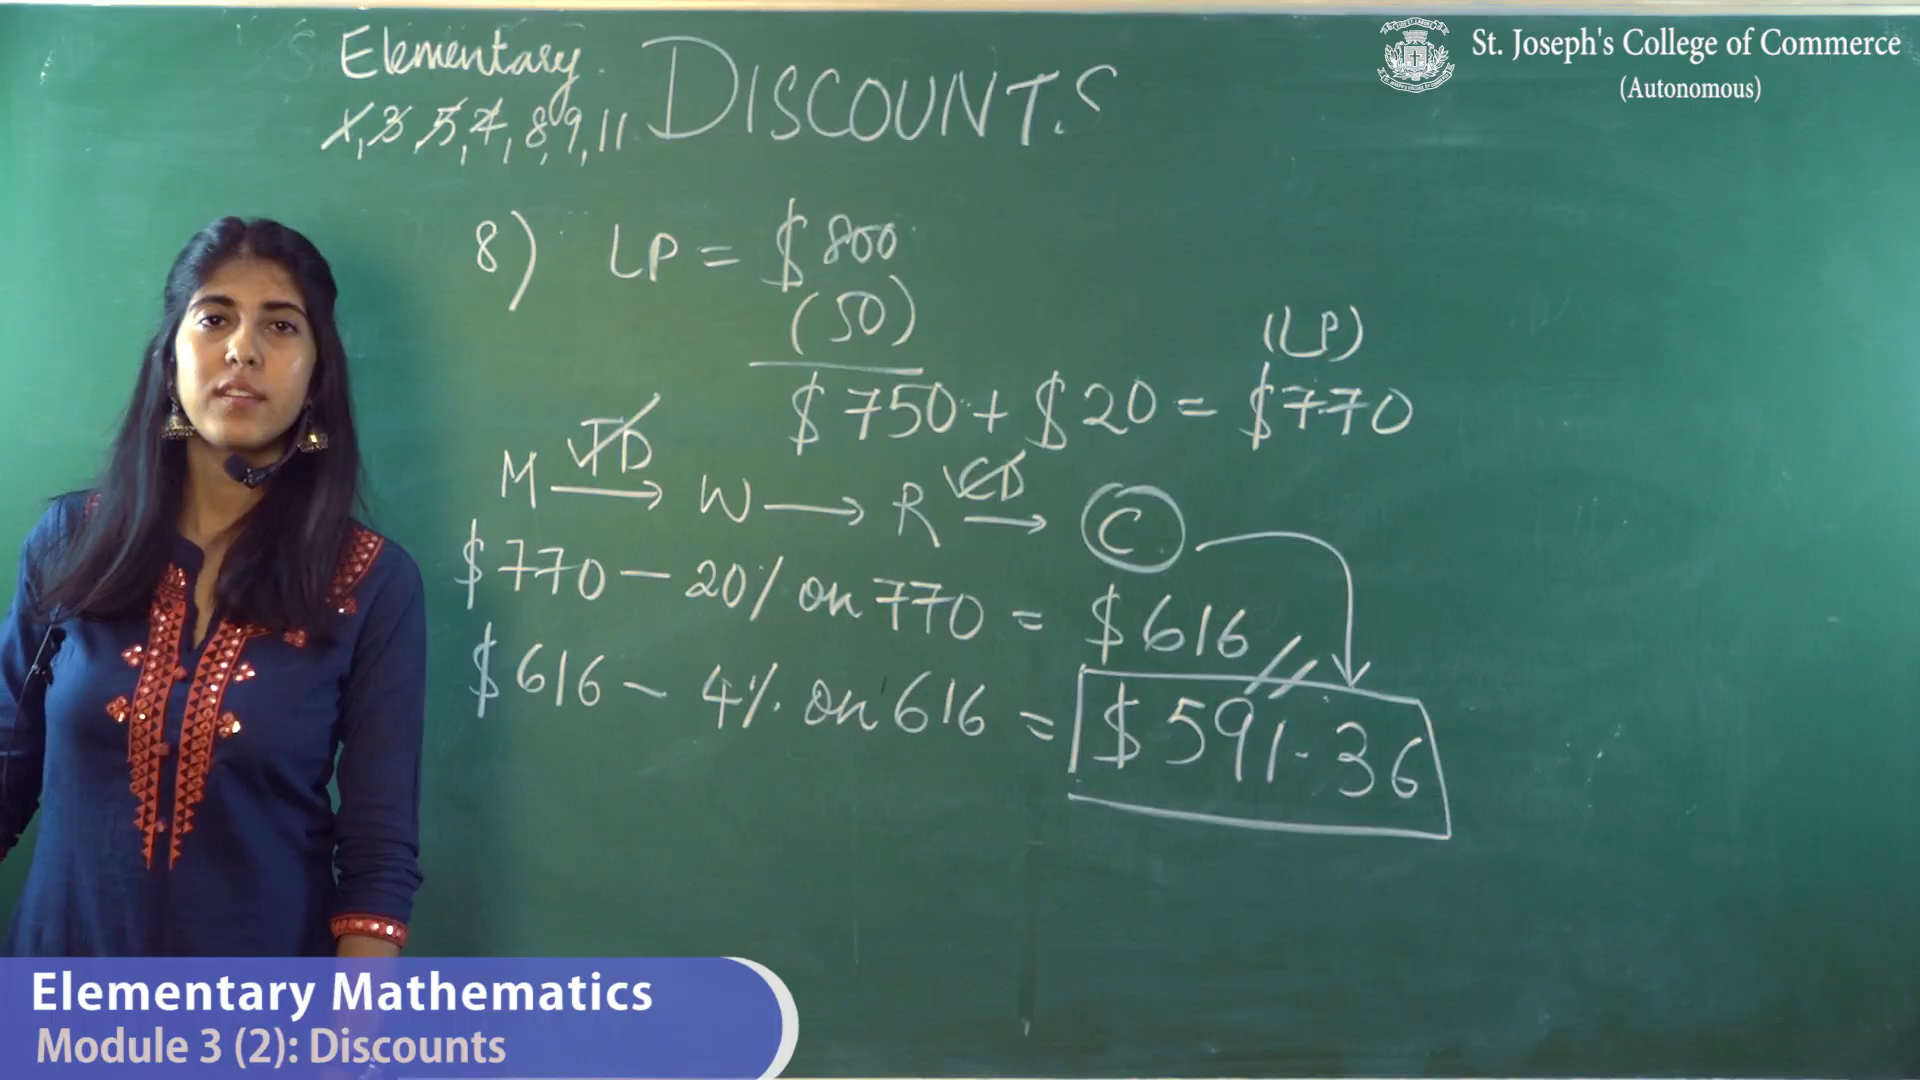 St. Joseph's College of Commerce
(Autonomous)
Elementary
1, 3, 5, 7, 8, 9, 11
DISCOUNTS
8) LP = $ 800
(50)
(LP)
$ 750 + $ 20 = $ 770
TD
CD
M → W → R → C
$ 770 – 20% on 770 = $ 616
$ 616 – 4% on 616 = $ 591.36
Elementary Mathematics
Module 3 (2): Discounts